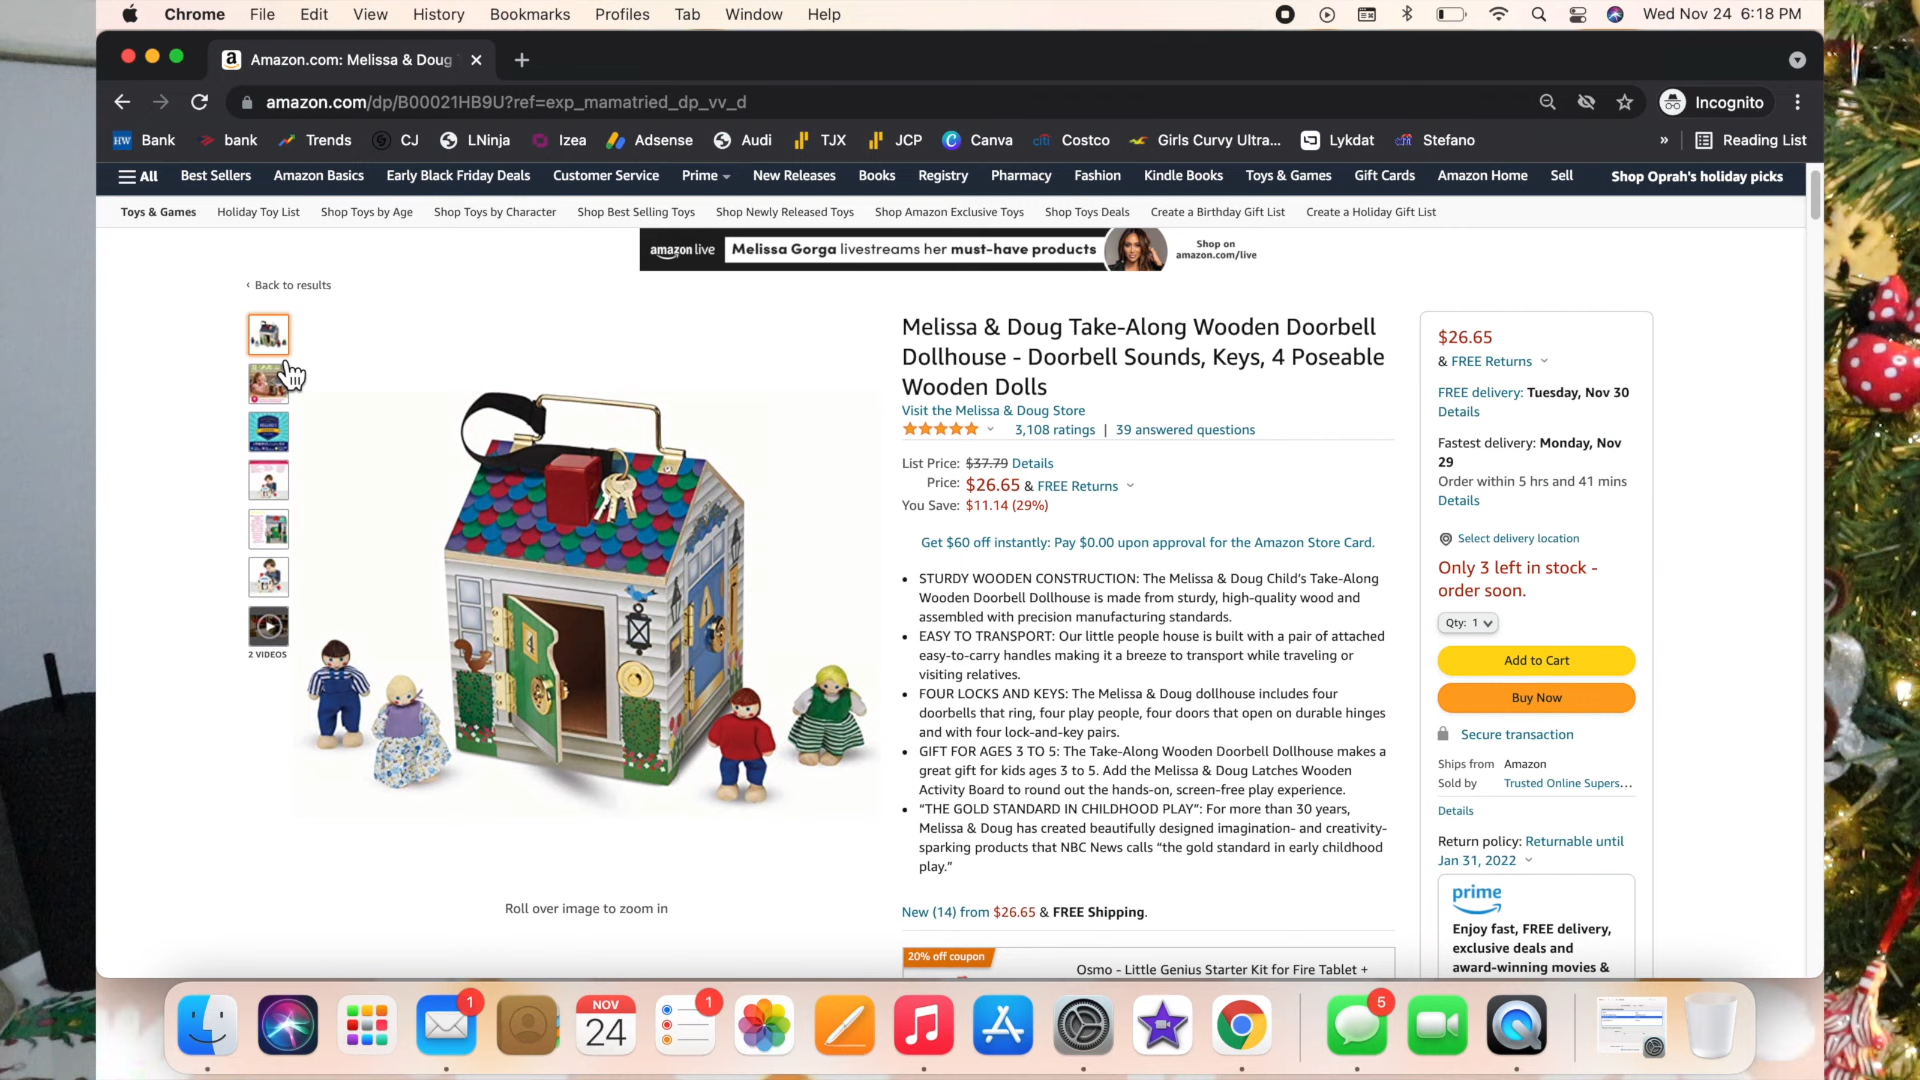 Chrome File Edit View History Bookmarks Profiles Tab Window Help Wed Nov 24 6:18 PM
Amazon.com: Melissa & Doug
amazon.com/dp/B00021HB9U?ref=exp_mamatried_dp_vv_d Incognito
HW Bank bank Trends CJ LNinja Izea Adsense Audi TJX JCP Canva citi Costco Girls Curvy Ultra... Lykdat citi Stefano » Reading List
All Best Sellers Amazon Basics Early Black Friday Deals Customer Service Prime New Releases Books Registry Pharmacy Fashion Kindle Books Toys & Games Gift Cards Amazon Home Sell Shop Oprah's holiday picks
Toys & Games Holiday Toy List Shop Toys by Age Shop Toys by Character Shop Best Selling Toys Shop Newly Released Toys Shop Amazon Exclusive Toys Shop Toys Deals Create a Birthday Gift List Create a Holiday Gift List
amazon live Melissa Gorga livestreams her must-have products Shop on
amazon.com/live
‹ Back to results
2 VIDEOS
4
Roll over image to zoom in
Melissa & Doug Take-Along Wooden Doorbell
Dollhouse - Doorbell Sounds, Keys, 4 Poseable
Wooden Dolls
Visit the Melissa & Doug Store
3,108 ratings | 39 answered questions
List Price: $37.79 Details
Price: $26.65 & FREE Returns
You Save: $11.14 (29%)
Get $60 off instantly: Pay $0.00 upon approval for the Amazon Store Card.
• STURDY WOODEN CONSTRUCTION: The Melissa & Doug Child's Take-Along
Wooden Doorbell Dollhouse is made from sturdy, high-quality wood and
assembled with precision manufacturing standards.
• EASY TO TRANSPORT: Our little people house is built with a pair of attached
easy-to-carry handles making it a breeze to transport while traveling or
visiting relatives.
• FOUR LOCKS AND KEYS: The Melissa & Doug dollhouse includes four
doorbells that ring, four play people, four doors that open on durable hinges
and with four lock-and-key pairs.
• GIFT FOR AGES 3 TO 5: The Take-Along Wooden Doorbell Dollhouse makes a
great gift for kids ages 3 to 5. Add the Melissa & Doug Latches Wooden
Activity Board to round out the hands-on, screen-free play experience.
• “THE GOLD STANDARD IN CHILDHOOD PLAY”: For more than 30 years,
Melissa & Doug has created beautifully designed imagination- and creativity-
sparking products that NBC News calls “the gold standard in early childhood
play.”
New (14) from $26.65 & FREE Shipping.
20% off coupon
Osmo - Little Genius Starter Kit for Fire Tablet +
$26.65
& FREE Returns
FREE delivery: Tuesday, Nov 30
Details
Fastest delivery: Monday, Nov
29
Order within 5 hrs and 41 mins
Details
Select delivery location
Only 3 left in stock -
order soon.
Qty: 1
Add to Cart
Buy Now
Secure transaction
Ships from Amazon
Sold by Trusted Online Supers...
Details
Return policy: Returnable until
Jan 31, 2022
prime
Enjoy fast, FREE delivery,
exclusive deals and
award-winning movies &
1 NOV 24 1 5